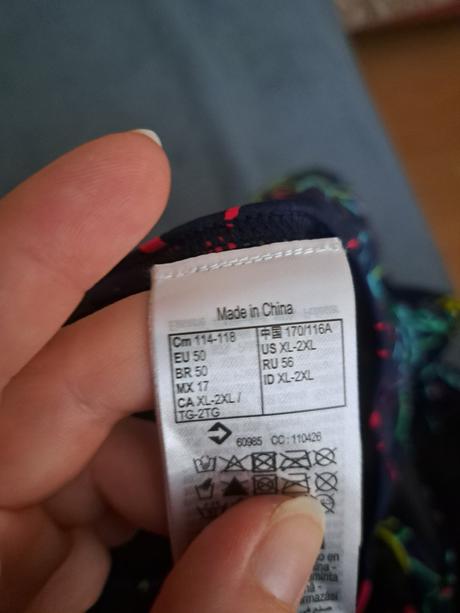 Made in China
Cm 114-118
EU 50
BR 50
MX 17
CA XL-2XL /
TG-2TG
中国 170/116A
US XL-2XL
RU 56
ID XL-2XL
60985 CC: 110426